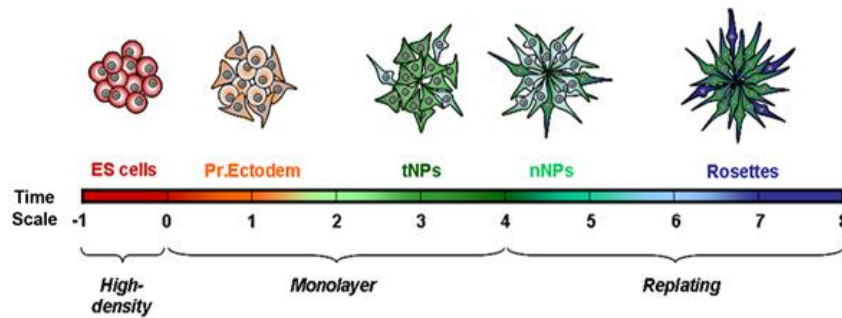 ES cells Pr.Ectodem tNPs nNPs Rosettes
Time Scale
-1 0 1 2 3 4 5 6 7 8
High-density Monolayer Replating